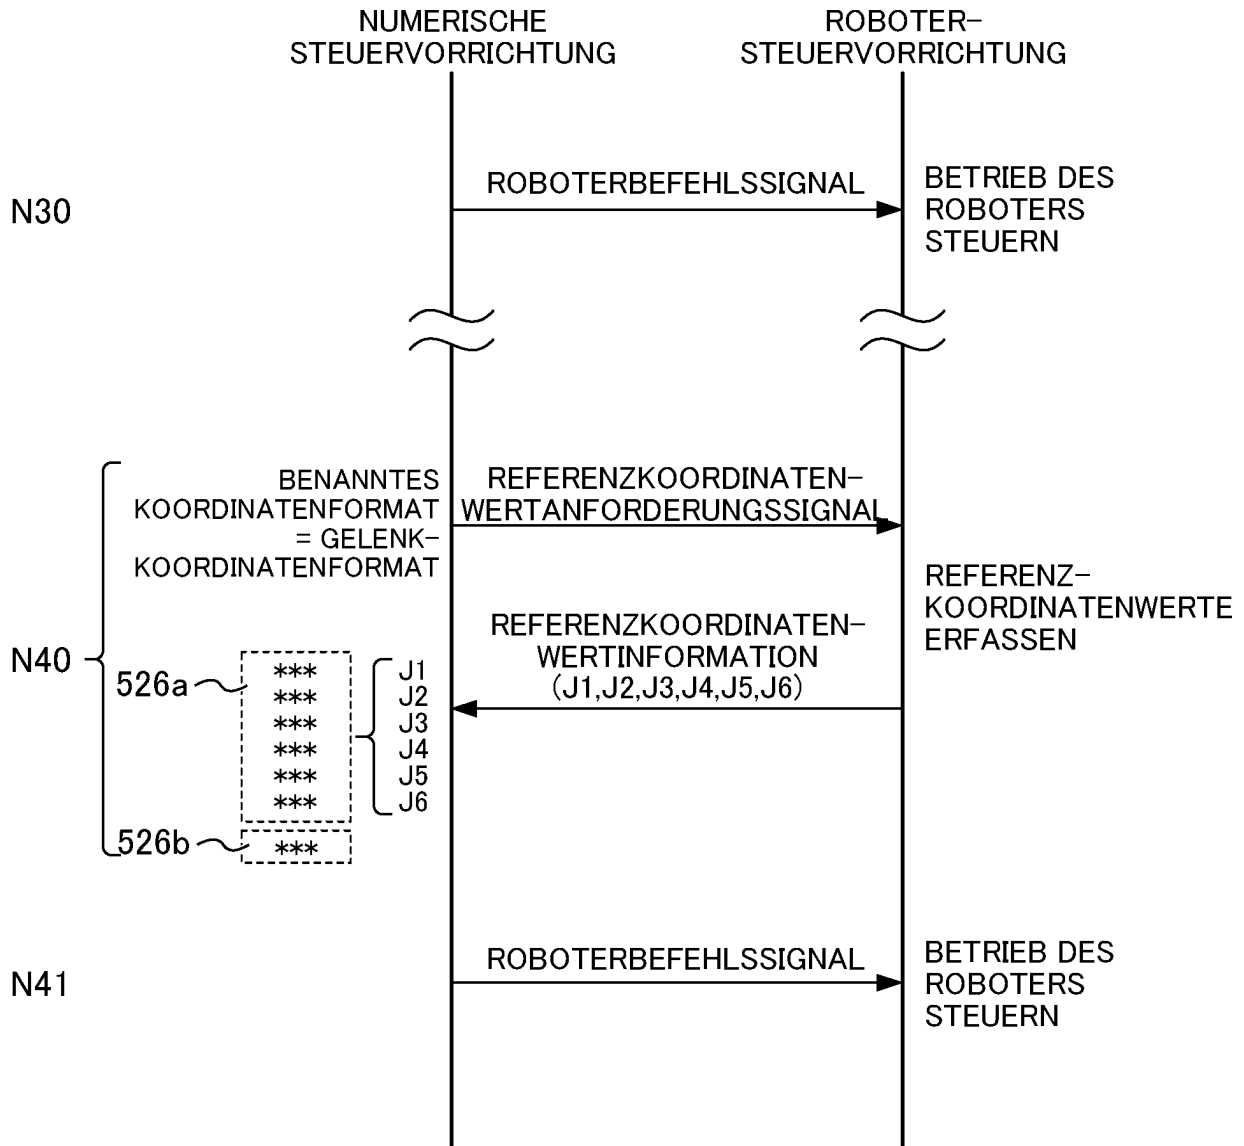 NUMERISCHE
STEUERVORRICHTUNG
ROBOTER-
STEUERVORRICHTUNG
N30
ROBOTERBEFEHLSSIGNAL
BETRIEB DES
ROBOTERS
STEUERN
N40
BENANNTES
KOORDINATENFORMAT
= GELENK-
KOORDINATENFORMAT
REFERENZKOORDINATEN-
WERTANFORDERUNGSSIGNAL
REFERENZ-
KOORDINATENWERTE
ERFASSEN
REFERENZKOORDINATEN-
WERTINFORMATION
(J1,J2,J3,J4,J5,J6)
526a
*** J1
*** J2
*** J3
*** J4
*** J5
*** J6
526b
***
N41
ROBOTERBEFEHLSSIGNAL
BETRIEB DES
ROBOTERS
STEUERN